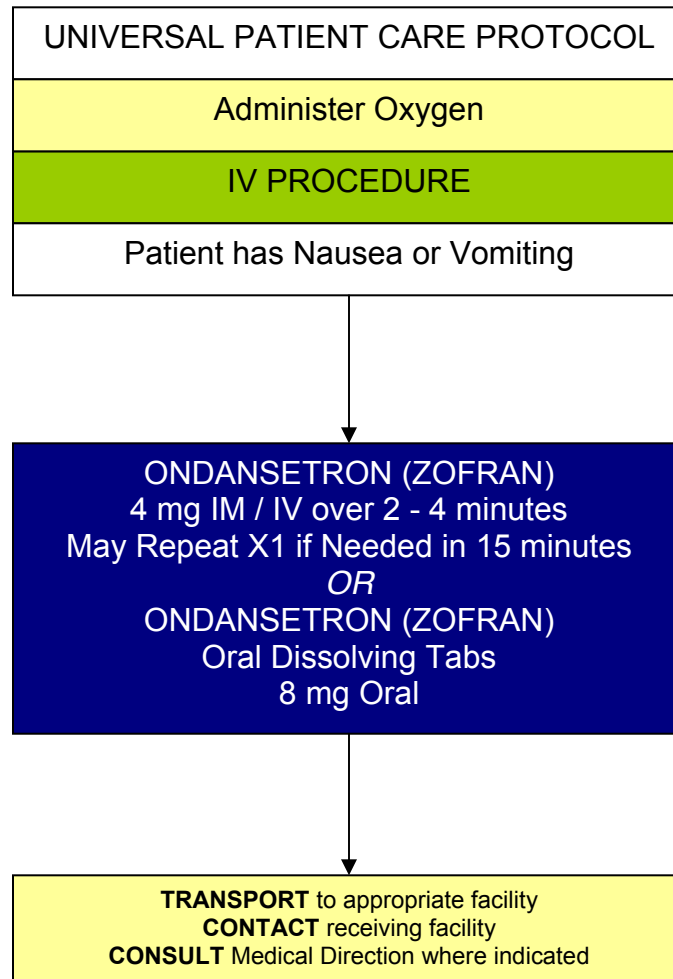 UNIVERSAL PATIENT CARE PROTOCOL
Administer Oxygen
IV PROCEDURE
Patient has Nausea or Vomiting
ONDANSETRON (ZOFRAN)
4 mg IM / IV over 2 - 4 minutes
May Repeat X1 if Needed in 15 minutes
OR
ONDANSETRON (ZOFRAN)
Oral Dissolving Tabs
8 mg Oral
TRANSPORT to appropriate facility
CONTACT receiving facility
CONSULT Medical Direction where indicated